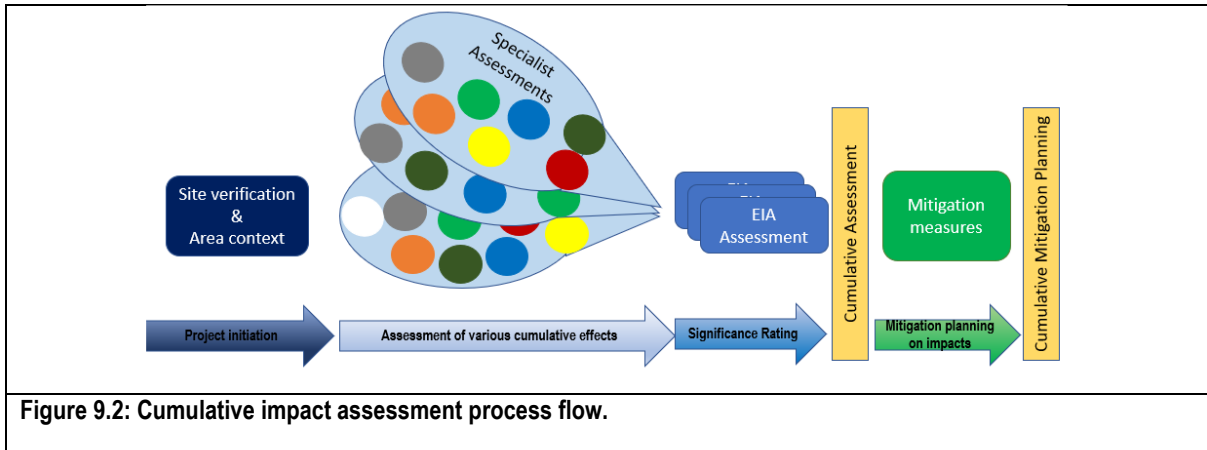 Specialist
Assessments
Site verification
&
Area context
EIA
Assessment
Cumulative Assessment
Mitigation
measures
Cumulative Mitigation Planning
Project initiation
Assessment of various cumulative effects
Significance Rating
Mitigation planning
on impacts
Figure 9.2: Cumulative impact assessment process flow.